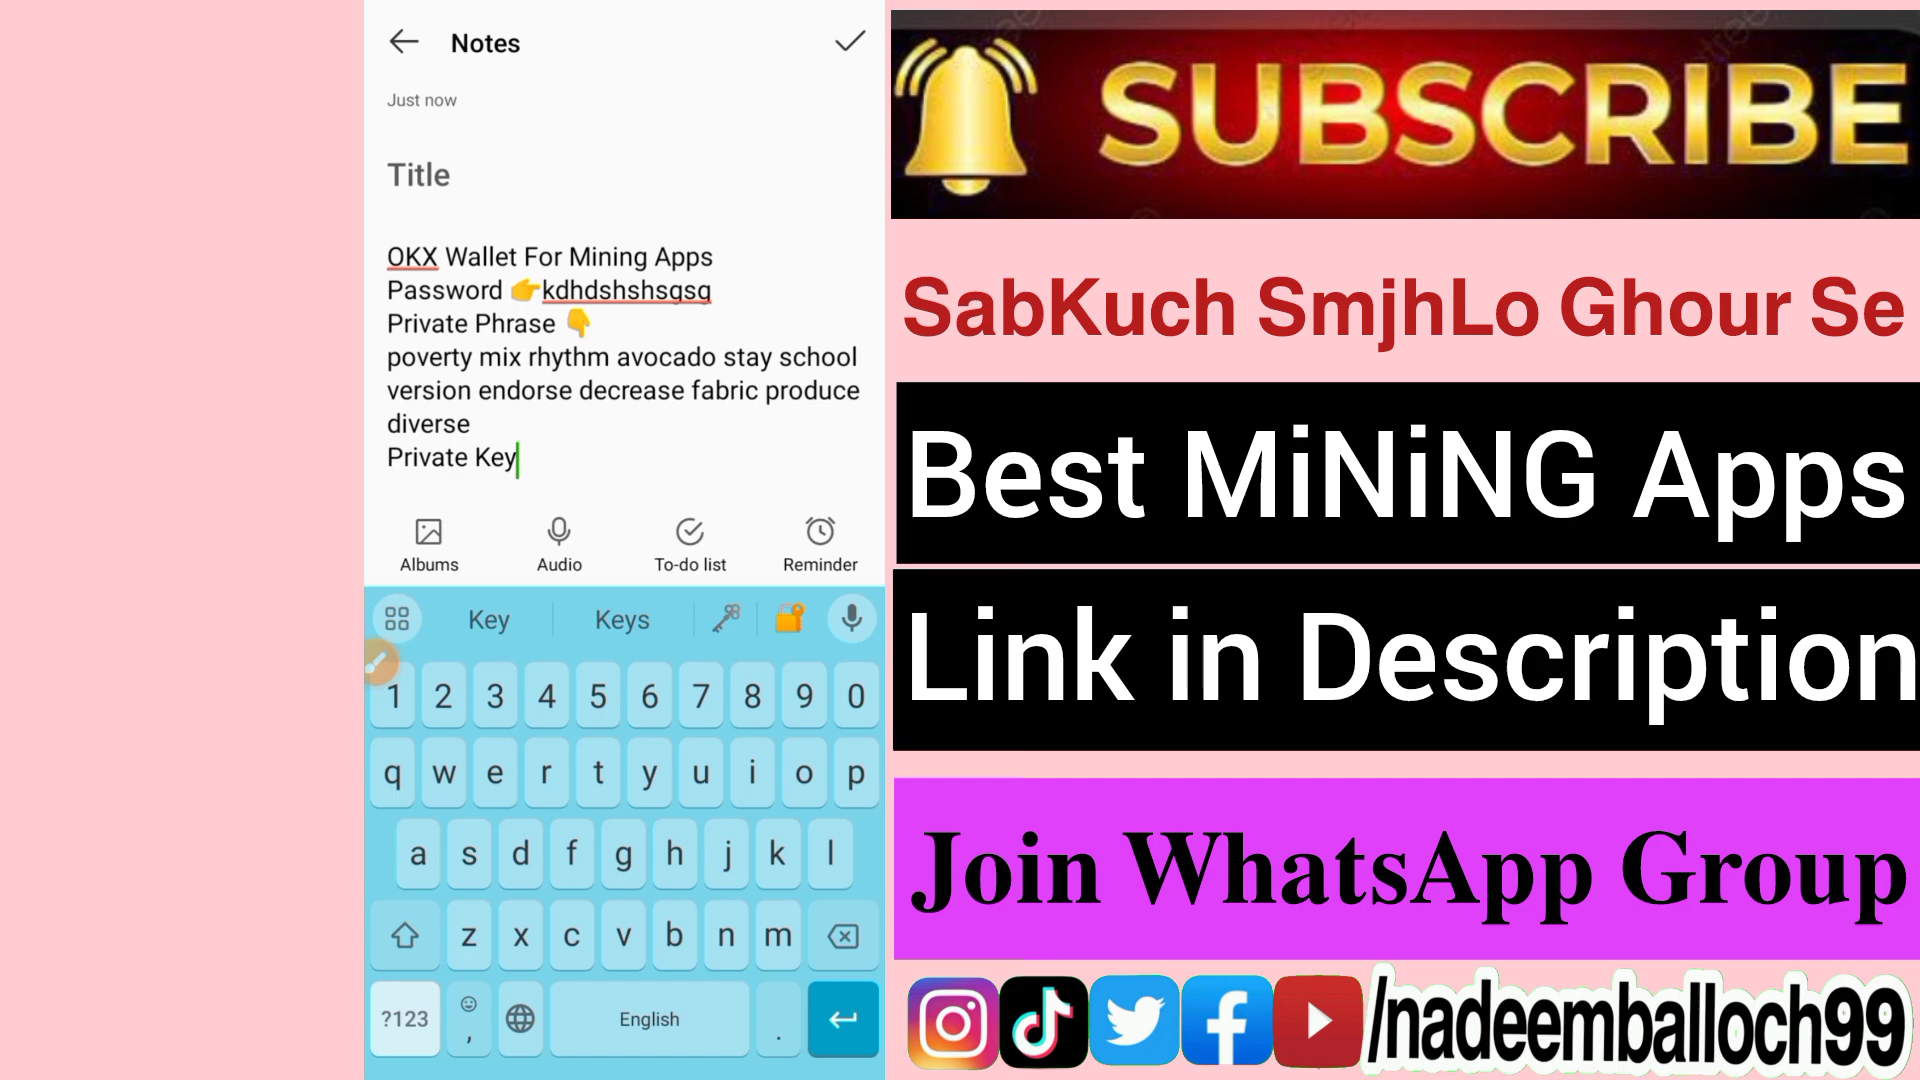 Notes
Just now
Title
OKX Wallet For Mining Apps
Password 👉kdhdshshsgsg
Private Phrase 👇
poverty mix rhythm avocado stay school
version endorse decrease fabric produce
diverse
Private Key
Albums Audio To-do list Reminder
Key Keys
1 2 3 4 5 6 7 8 9 0
q w e r t y u i o p
a s d f g h j k l
z x c v b n m
?123 , English .
SUBSCRIBE
SabKuch SmjhLo Ghour Se
Best MiNiNG Apps
Link in Description
Join WhatsApp Group
/nadeemballoch99